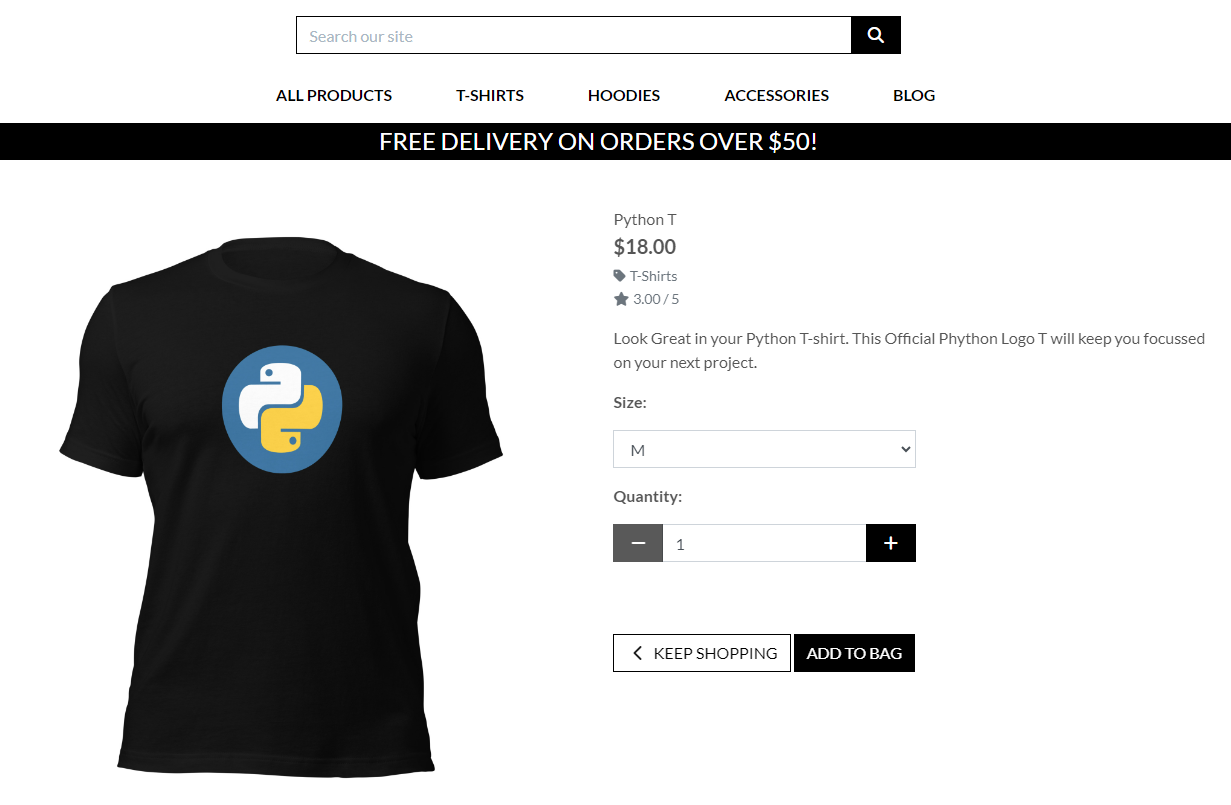 Search our site
ALL PRODUCTS T-SHIRTS HOODIES ACCESSORIES BLOG
FREE DELIVERY ON ORDERS OVER $50!
Python T
$18.00
T-Shirts
3.00 / 5
Look Great in your Python T-shirt. This Official Phython Logo T will keep you focussed
on your next project.
Size:
M
Quantity:
1
KEEP SHOPPING ADD TO BAG